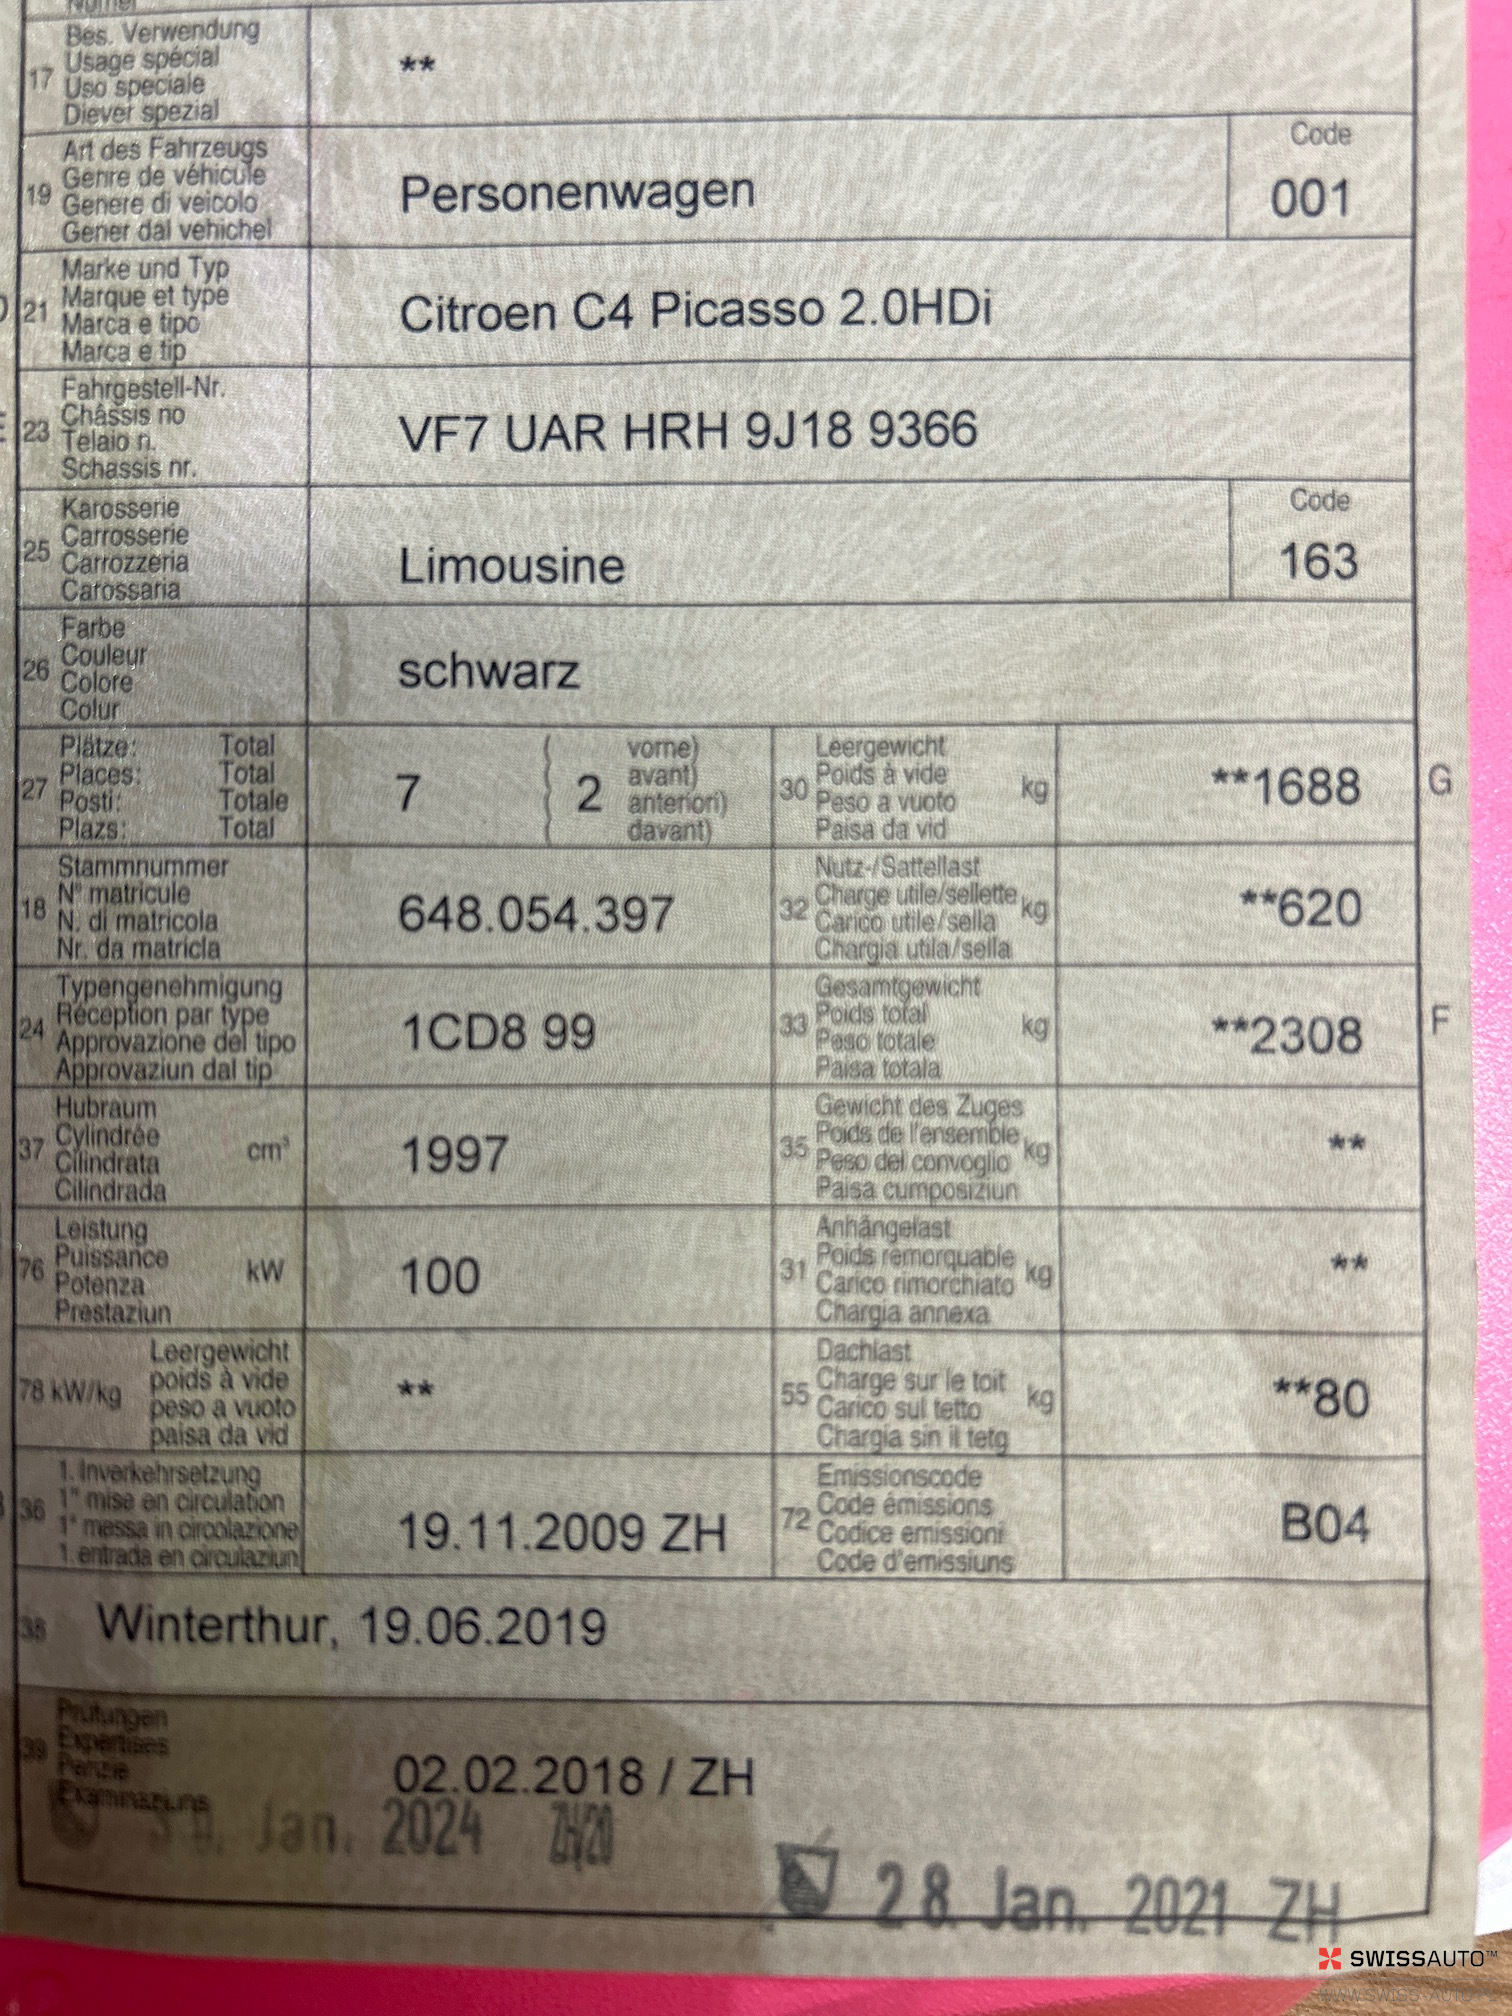 Bes. Verwendung
Usage spécial
17 Uso speciale
Diever spezial
**
Art des Fahrzeugs
Genre de véhicule
19 Genere di veicolo
Gener dal vehichel
Personenwagen
Code
001
Marke und Typ
21 Marque et type
Marca e tipo
Marca e tip
Citroen C4 Picasso 2.0HDi
Fahrgestell-Nr.
Châssis no
23 Telaio n.
Schassis nr.
VF7 UAR HRH 9J18 9366
Karosserie
Carrosserie
25 Carrozzeria
Carossaria
Limousine
Code
163
Farbe
Couleur
26 Colore
Colur
schwarz
Plätze: Total
Places: Total
27 Posti: Totale
Plazs: Total
7
2
vorne)
avant)
anteriori)
davant)
Leergewicht
30 Poids à vide kg
Peso a vuoto
Paisa da vid
**1688
G
Stammnummer
N° matricule
18 N. di matricola
Nr. da matricla
648.054.397
Nutz-/Sattellast
32 Charge utile/sellette kg
Carico utile/sella
Chargia utila/sella
**620
Typengenehmigung
24 Réception par type
Approvazione del tipo
Approvaziun dal tip
1CD8 99
Gesamtgewicht
33 Poids total kg
Peso totale
Paisa totala
**2308
F
Hubraum
37 Cylindrée cm³
Cilindrata
Cilindrada
1997
Gewicht des Zuges
35 Poids de l'ensemble kg
Peso del convoglio
Paisa cumposiziun
**
Leistung
76 Puissance kW
Potenza
Prestaziun
100
Anhängelast
31 Poids remorquable kg
Carico rimorchiato
Chargia annexa
**
Leergewicht
78 kW/kg poids à vide
peso a vuoto
paisa da vid
**
Dachlast
55 Charge sur le toit kg
Carico sul tetto
Chargia sin il tetg
**80
1. Inverkehrsetzung
36 1re mise en circulation
1a messa in circolazione
1. entrada en circulaziun
19.11.2009 ZH
Emissionscode
72 Code émissions
Codice emissioni
Code d'emissiuns
B04
38 Winterthur, 19.06.2019
Prüfungen
39 Expertises
Perizie
Examinaziuns
02.02.2018 / ZH
Jan. 2024 ZH/20
28. Jan. 2021 ZH
SWISSAUTO™